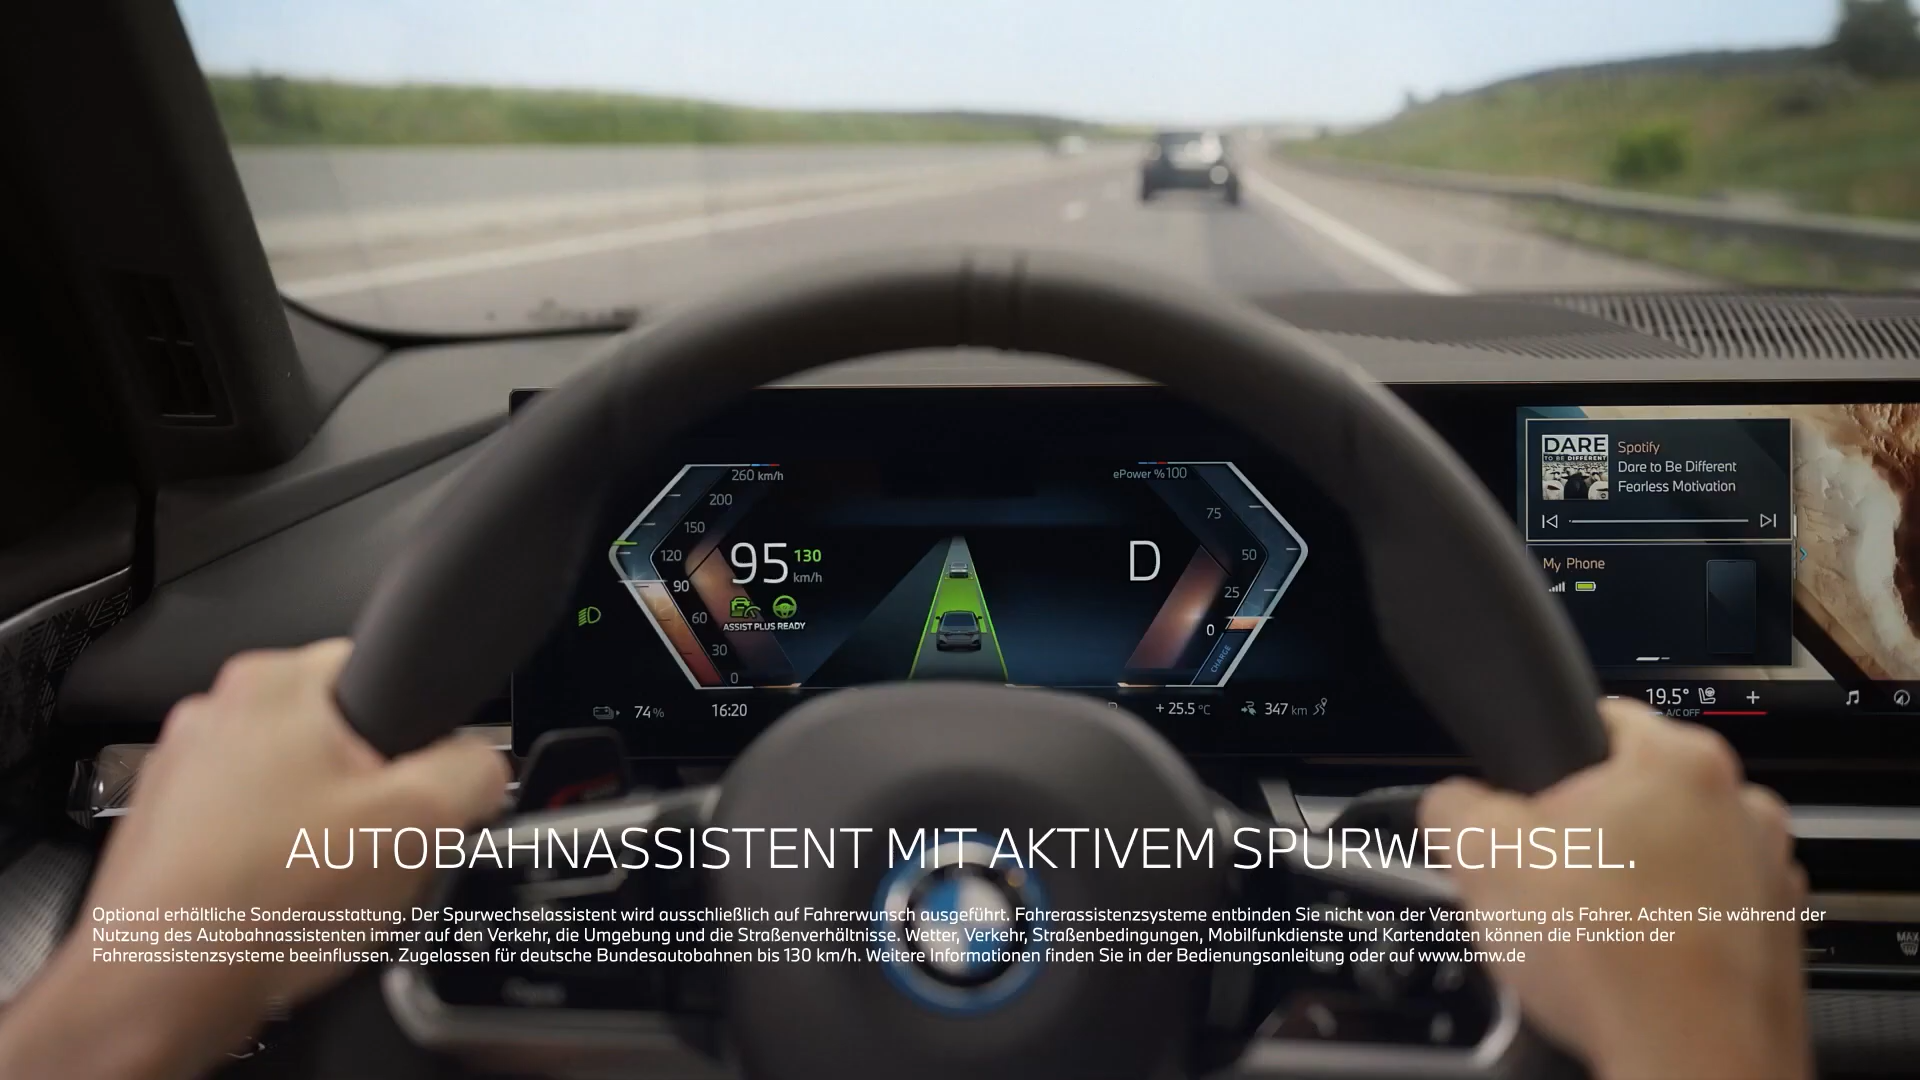 DARE
TO BE DIFFERENT
Spotify
Dare to Be Different
Fearless Motivation
My Phone
260 km/h
200
150
120
90
60
30
0
95 130
km/h
ASSIST PLUS READY
D
ePower % 100
75
50
25
0
CHARGE
74 %
16:20
+ 25.5 °C
347 km
− 19.5° +
A/C OFF
AUTOBAHNASSISTENT MIT AKTIVEM SPURWECHSEL.
Optional erhältliche Sonderausstattung. Der Spurwechselassistent wird ausschließlich auf Fahrerwunsch ausgeführt. Fahrerassistenzsysteme entbinden Sie nicht von der Verantwortung als Fahrer. Achten Sie während der
Nutzung des Autobahnassistenten immer auf den Verkehr, die Umgebung und die Straßenverhältnisse. Wetter, Verkehr, Straßenbedingungen, Mobilfunkdienste und Kartendaten können die Funktion der
Fahrerassistenzsysteme beeinflussen. Zugelassen für deutsche Bundesautobahnen bis 130 km/h. Weitere Informationen finden Sie in der Bedienungsanleitung oder auf www.bmw.de
MAX